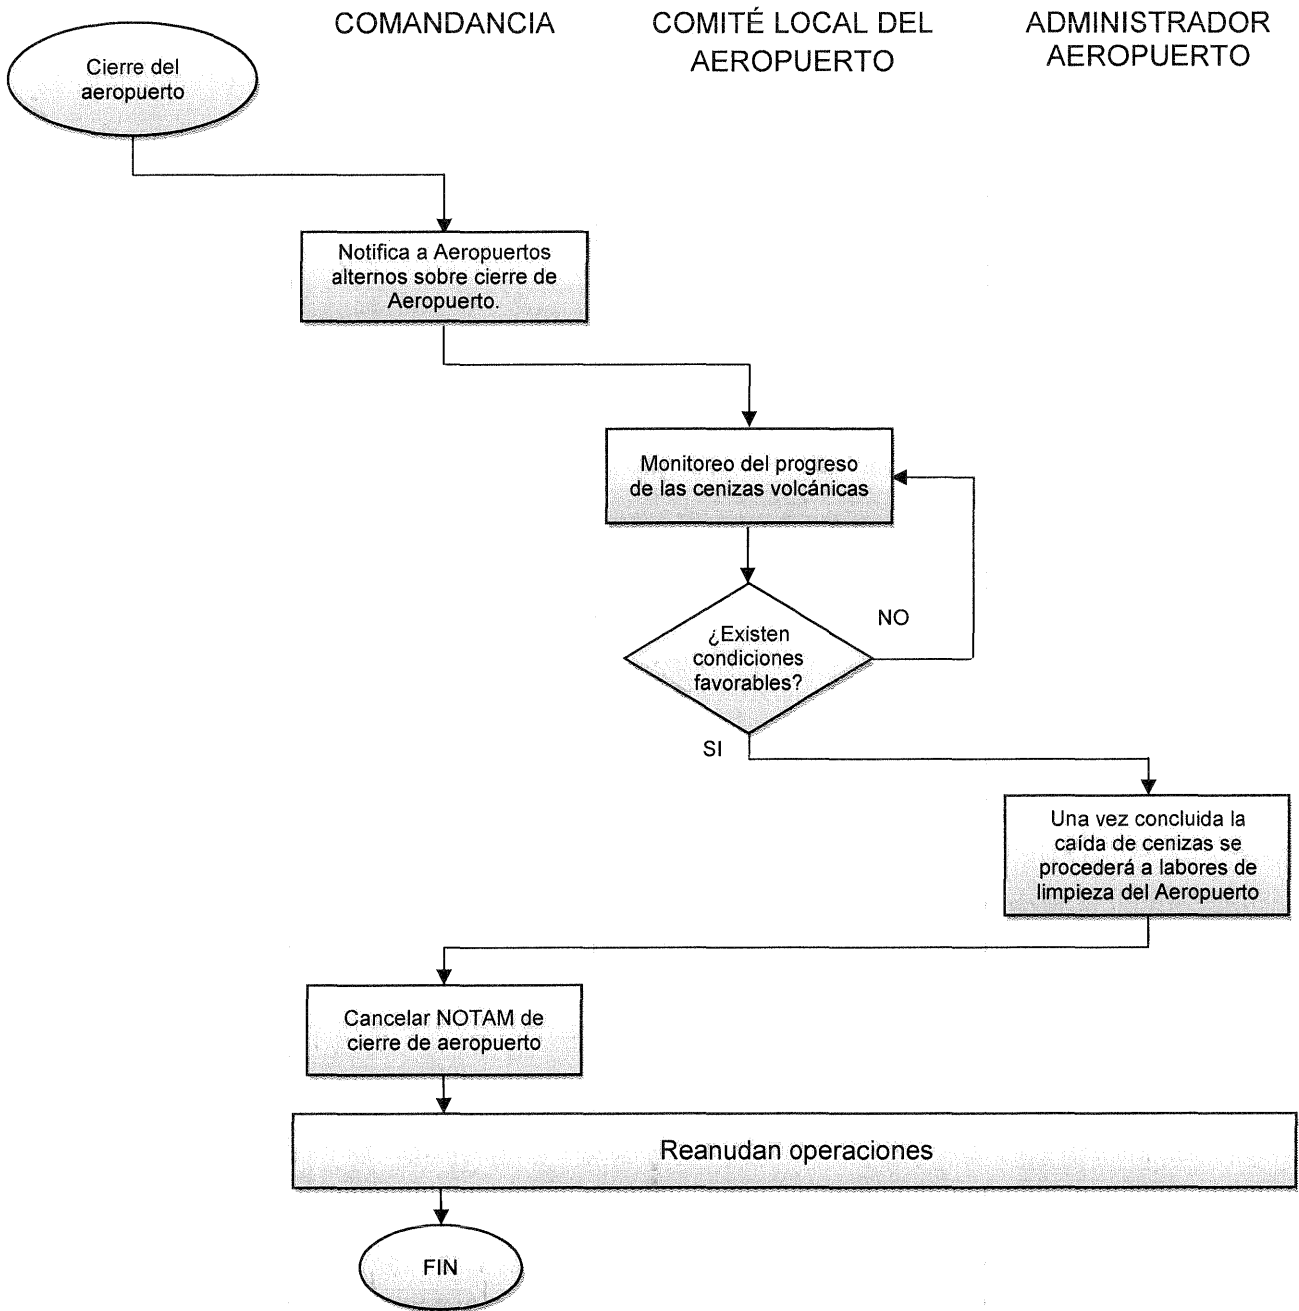 COMANDANCIA
COMITÉ LOCAL DEL
AEROPUERTO
ADMINISTRADOR
AEROPUERTO
Cierre del
aeropuerto
Notifica a Aeropuertos
alternos sobre cierre de
Aeropuerto.
Monitoreo del progreso
de las cenizas volcánicas
¿Existen
condiciones
favorables?
NO
SI
Una vez concluida la
caída de cenizas se
procederá a labores de
limpieza del Aeropuerto
Cancelar NOTAM de
cierre de aeropuerto
Reanudan operaciones
FIN